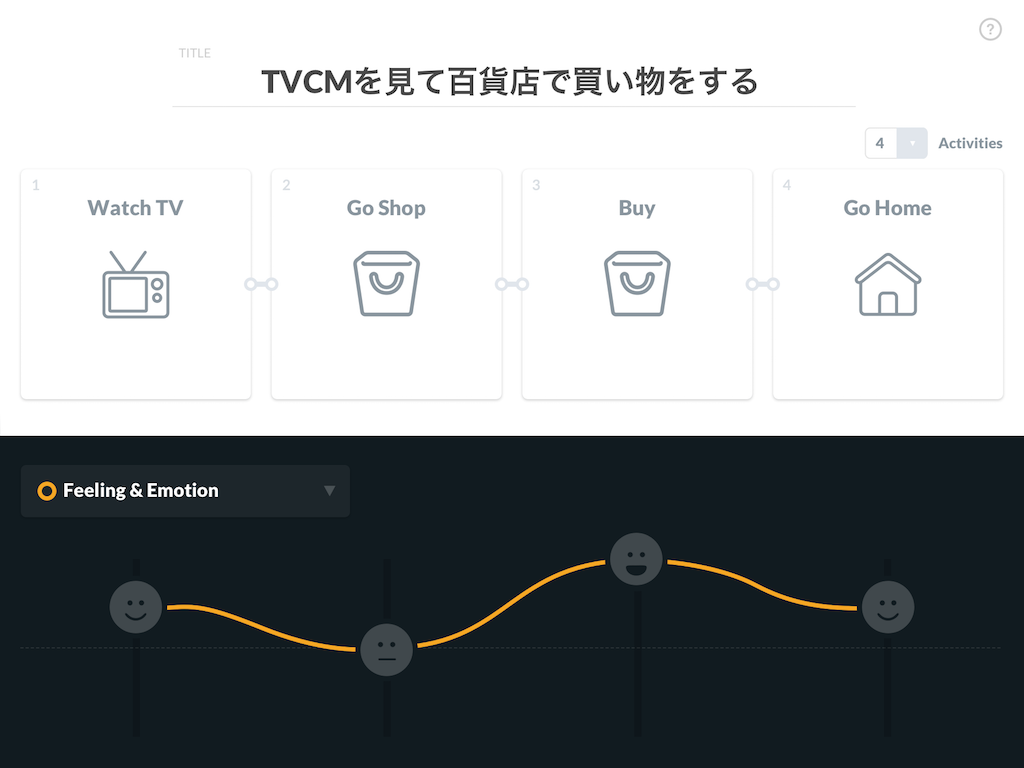 ?
TITLE
TVCMを見て百貨店で買い物をする
4
Activities
1
Watch TV
2
Go Shop
3
Buy
4
Go Home
Feeling & Emotion